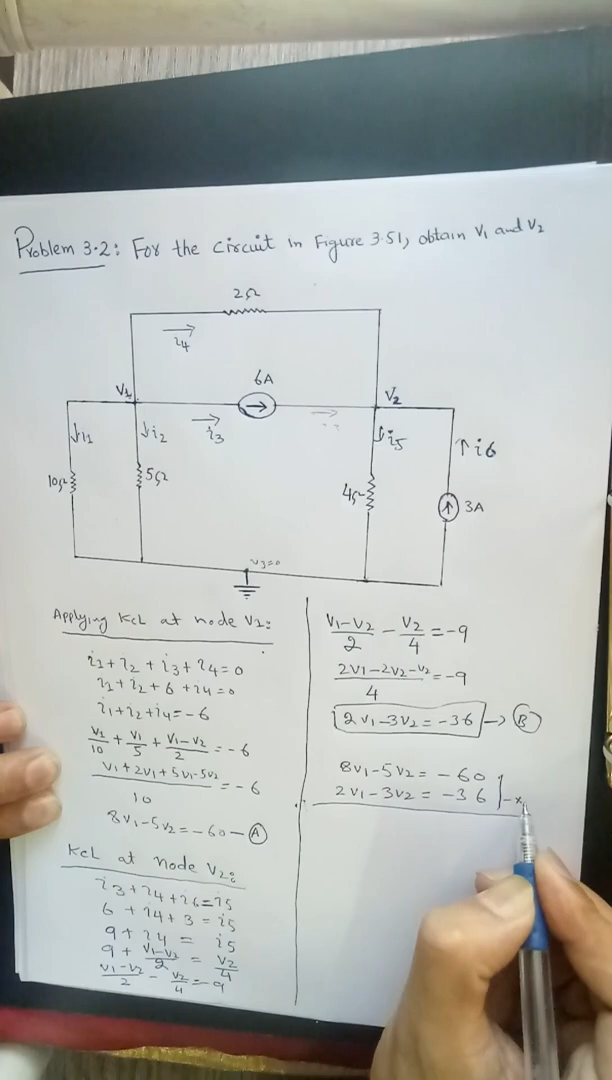 Problem 3.2: For the circuit in Figure 3.51, obtain V₁ and V₂
2Ω
i4
6A
V1
V2
i1
i2
i3
i5
i6
10Ω
5Ω
4Ω
3A
V3=0
Applying KCL at node V1:
i1 + i2 + i3 + i4 = 0
i1 + i2 + 6 + i4 = 0
i1 + i2 + i4 = -6
V1/10 + V1/5 + (V1-V2)/2 = -6
(V1 + 2V1 + 5V1 - 5V2)/10 = -6
8V1 - 5V2 = -60 - Ⓐ
KCL at node V2:
i3 + i4 + i6 = i5
6 + i4 + 3 = i5
9 + i4 = i5
9 + (V1-V2)/2 = V2/4
(V1-V2)/2 - V2/4 = -9
(V1-V2)/2 - V2/4 = -9
(2V1-2V2-V2)/4 = -9
2V1 - 3V2 = -36 → Ⓑ
8V1 - 5V2 = -60
2V1 - 3V2 = -36 } - x